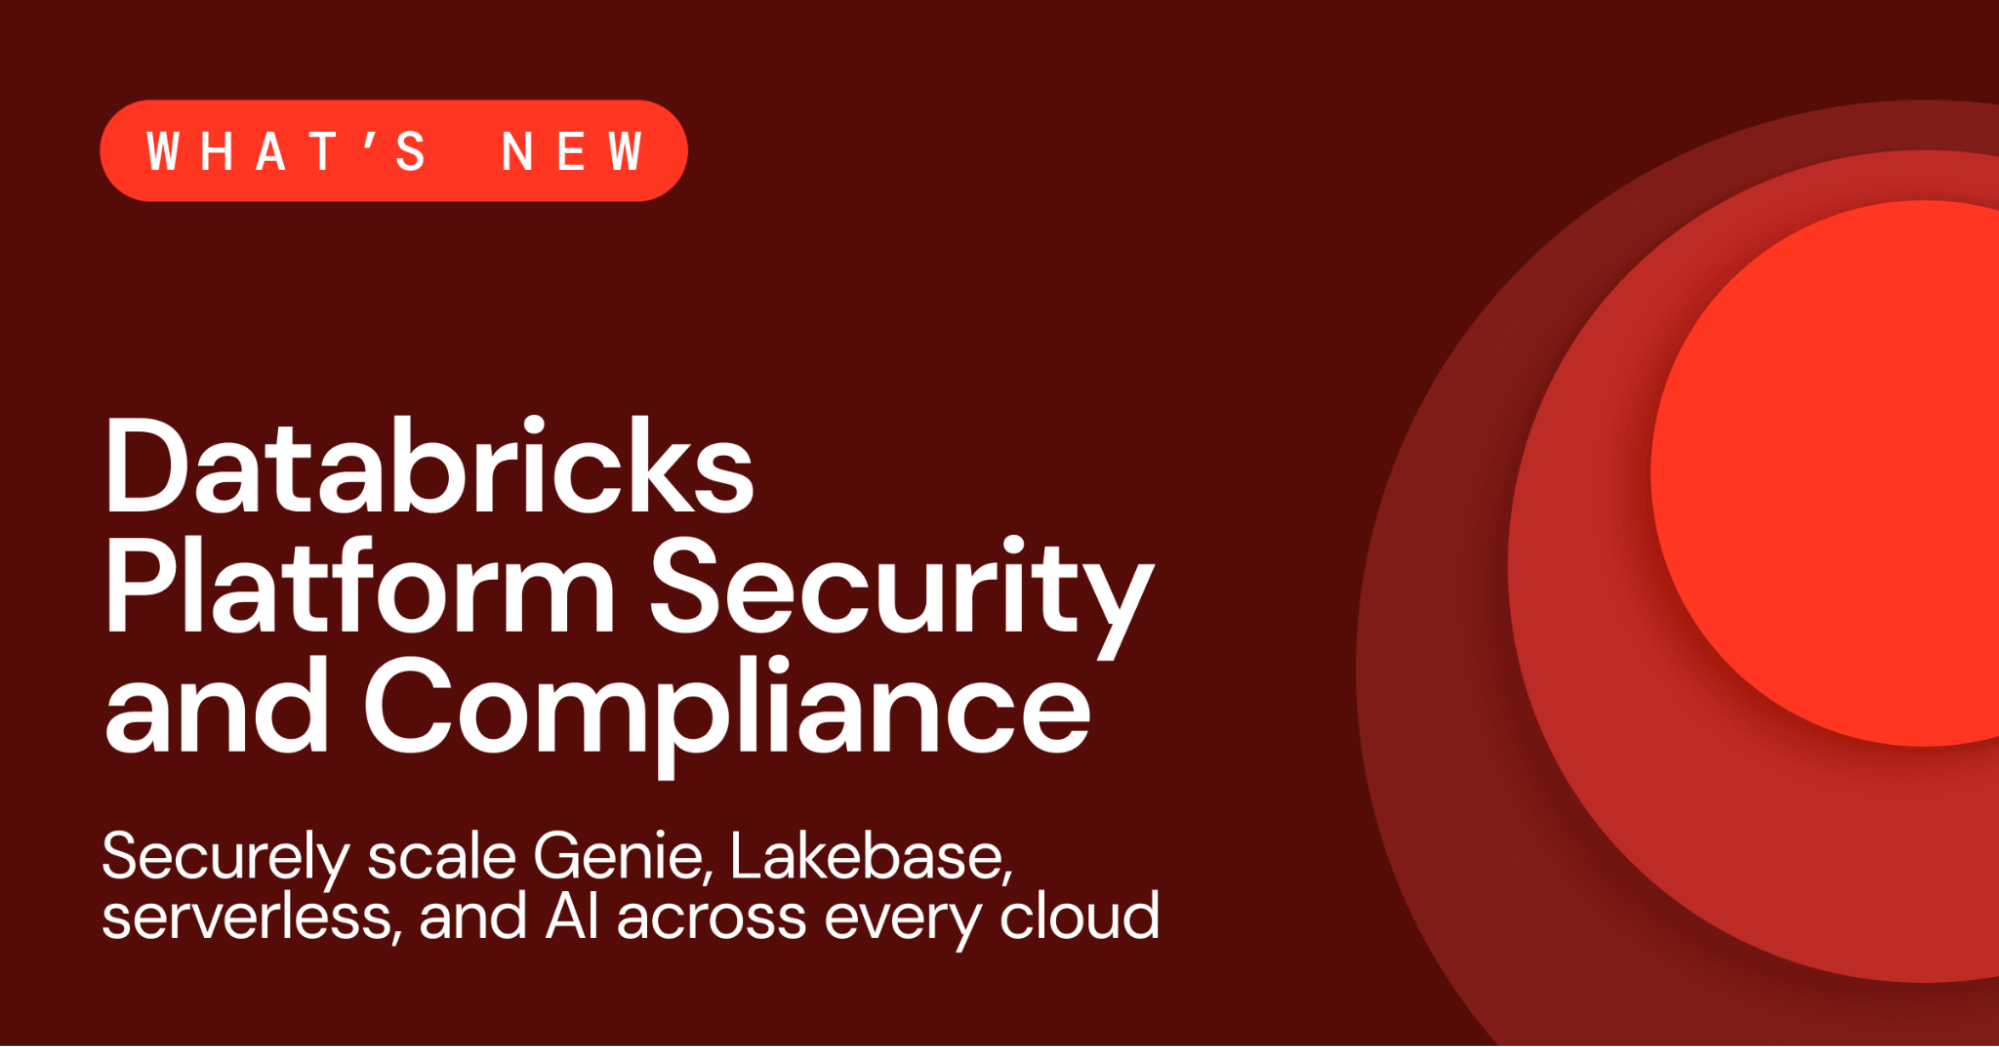 WHAT’S NEW
Databricks
Platform Security
and Compliance
Securely scale Genie, Lakebase,
serverless, and AI across every cloud